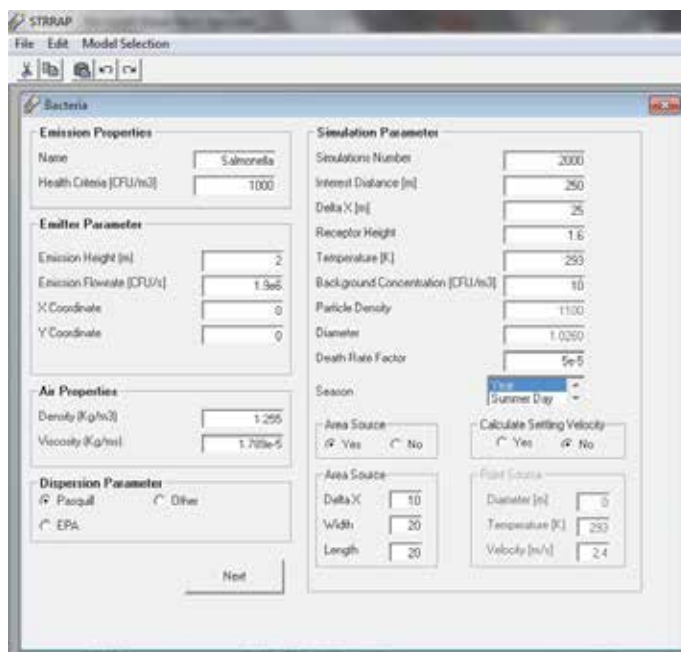 STRRAP
File Edit Model Selection
Bacteria
Emission Properties
Name Salmonella
Health Criteria [CFU/m3] 1000
Emitter Parameter
Emission Height [m] 2
Emission Flowrate [CFU/s] 1.9e6
X Coordinate 0
Y Coordinate 0
Air Properties
Density (Kg/m3) 1.255
Viscosity (Kg/ms) 1.789e-5
Dispersion Parameter
Pasquill Other
EPA
Next
Simulation Parameter
Simulations Number 2000
Interest Distance [m] 250
Delta X [m] 25
Receptor Height 1.6
Temperature [K] 293
Background Concentration [CFU/m3] 10
Particle Density 1100
Diameter 1.0260
Death Rate Factor 5e-5
Season Year
Summer Day
Area Source
Yes No
Calculate Settling Velocity
Yes No
Area Source
Delta X 10
Width 20
Length 20
Point Source
Diameter [m] 0
Temperature [K] 293
Velocity [m/s] 2.4